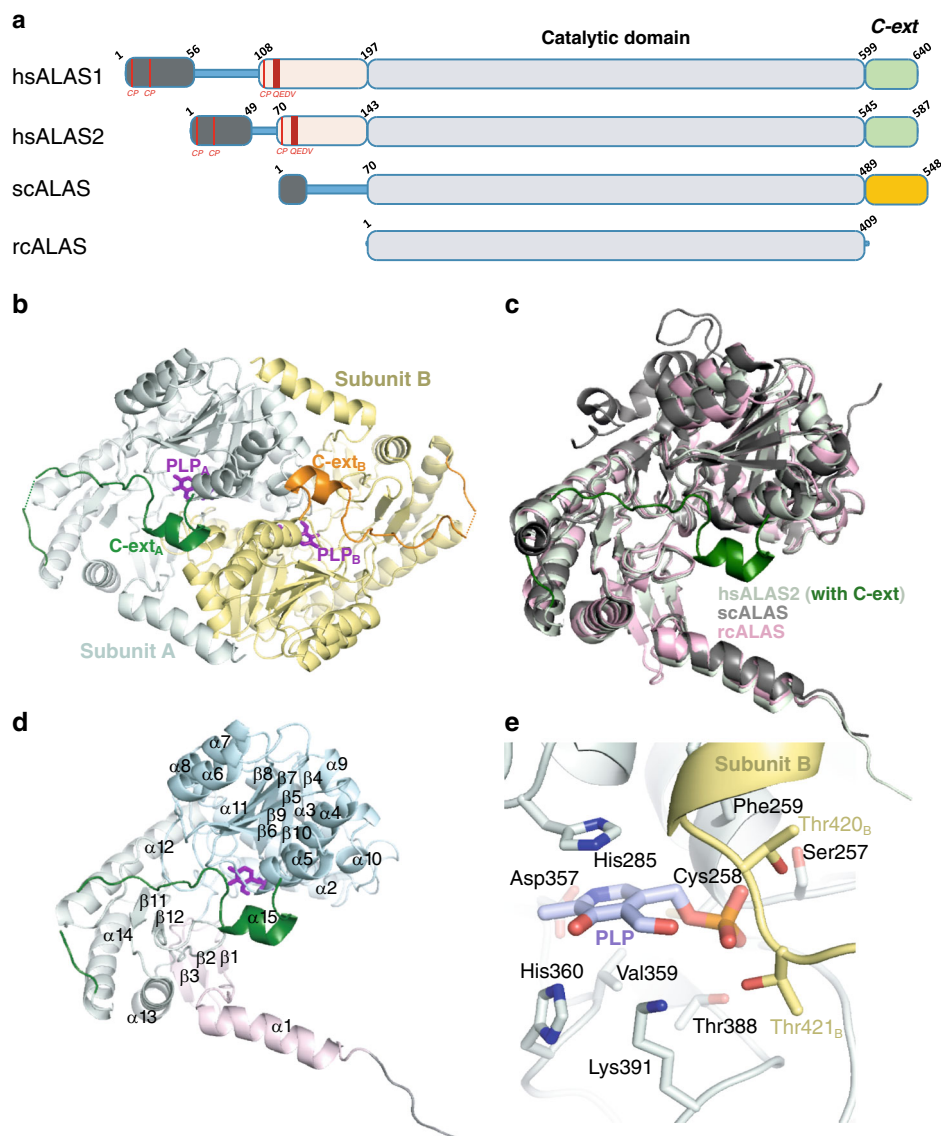 a
Catalytic domain
C-ext
1 56 108 197 599 640
hsALAS1
CP CP CP QEDV
1 49 70 143 545 587
hsALAS2
CP CP CP QEDV
1 70 489 548
scALAS
1 409
rcALAS
b
Subunit B
PLPA
C-extB
C-extA
PLPB
Subunit A
c
hsALAS2 (with C-ext)
scALAS
rcALAS
d
α7
α8 α6 β8 β7 β4 α9
β5
α11 β9 α3 α4
β6 β10
α12 α5 α10
α2
β11
β12 α15
α14
β2 β1
β3
α13
α1
e
Subunit B
Phe259
Thr420B
His285
Ser257
Asp357 Cys258
PLP
His360 Val359
Thr388 Thr421B
Lys391